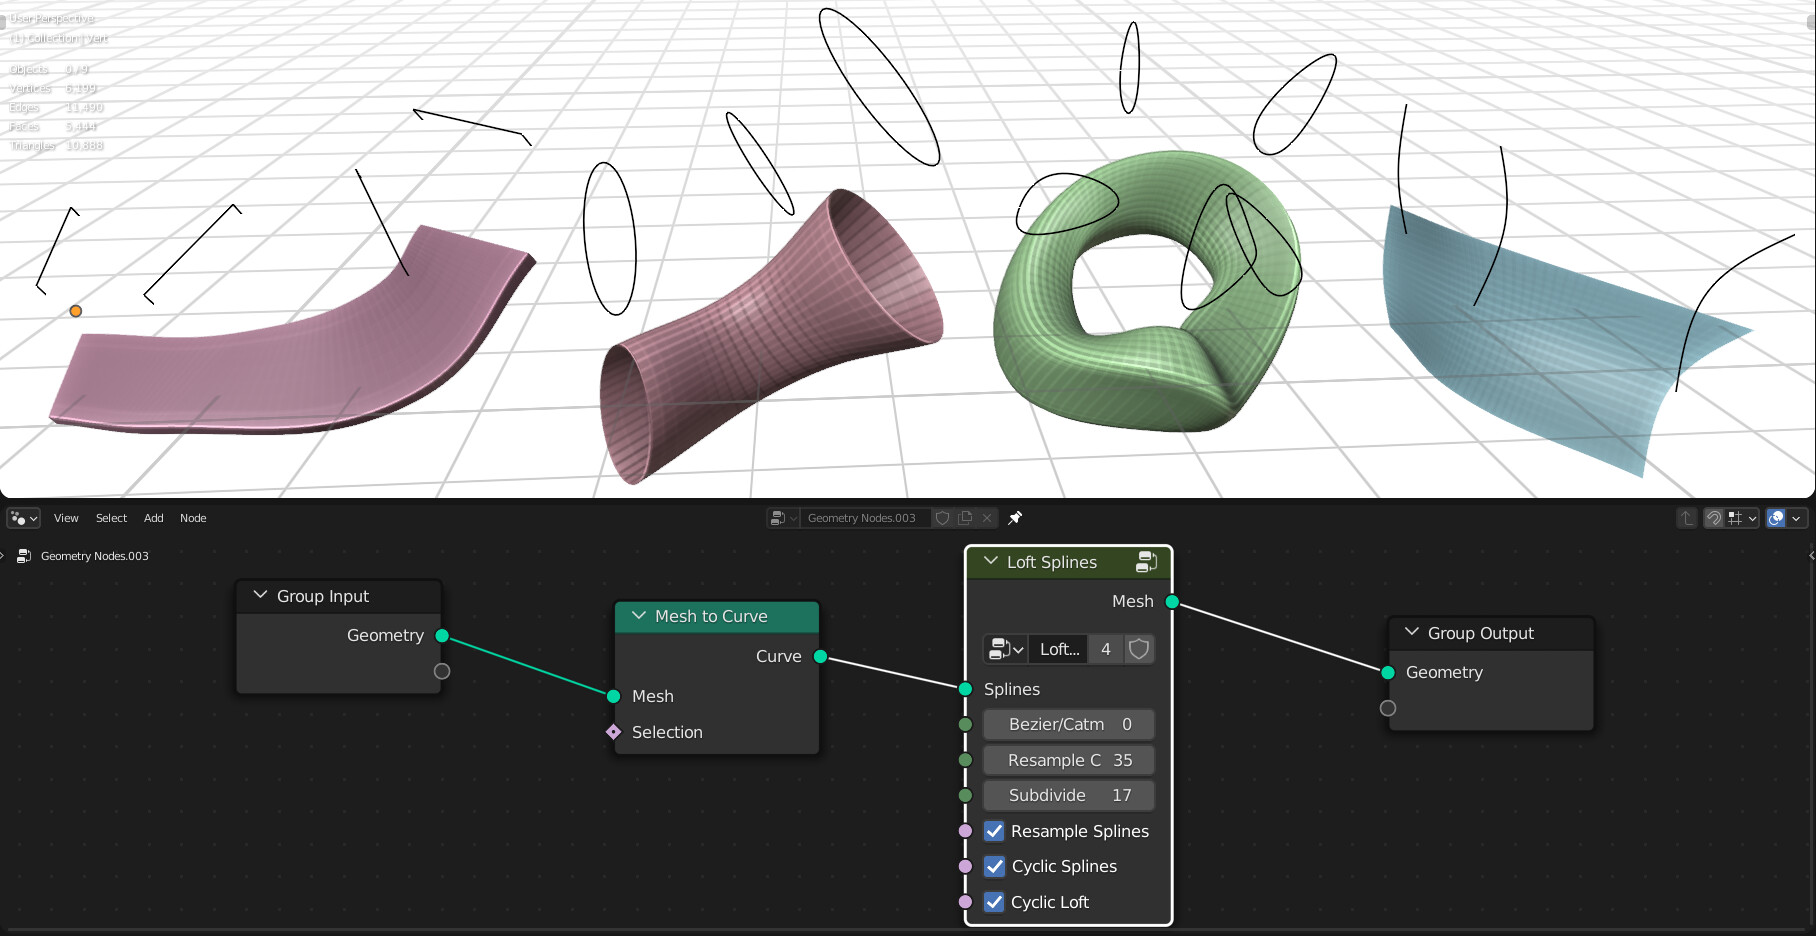 User Perspective
(1) Collection | Vert
Objects 0 / 9
Vertices 6,199
Edges 11,490
Faces 5,444
Triangles 10,888
View Select Add Node
Geometry Nodes.003
Geometry Nodes.003
Group Input
Geometry
Mesh to Curve
Curve
Mesh
Selection
Loft Splines
Mesh
Loft... 4
Splines
Bezier/Catm 0
Resample C 35
Subdivide 17
Resample Splines
Cyclic Splines
Cyclic Loft
Group Output
Geometry